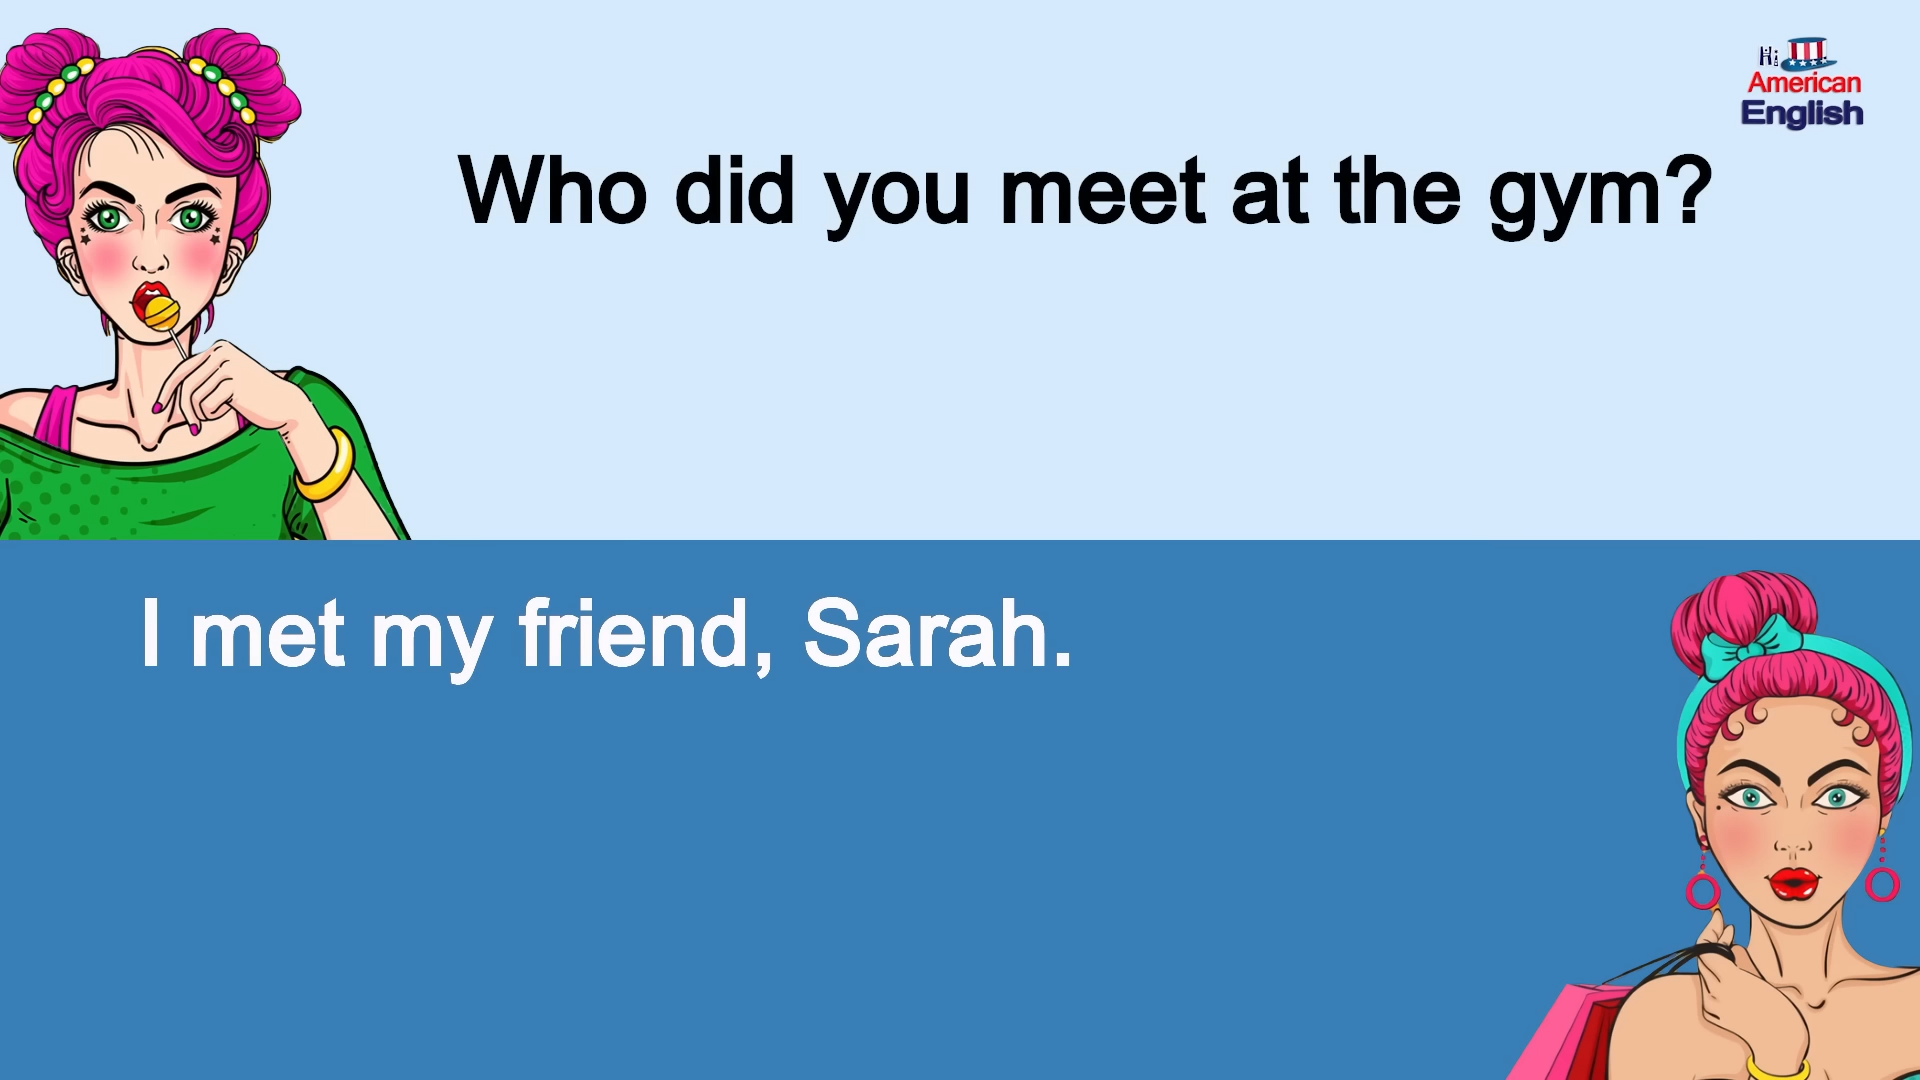 Hi
American
English
Who did you meet at the gym?
I met my friend, Sarah.